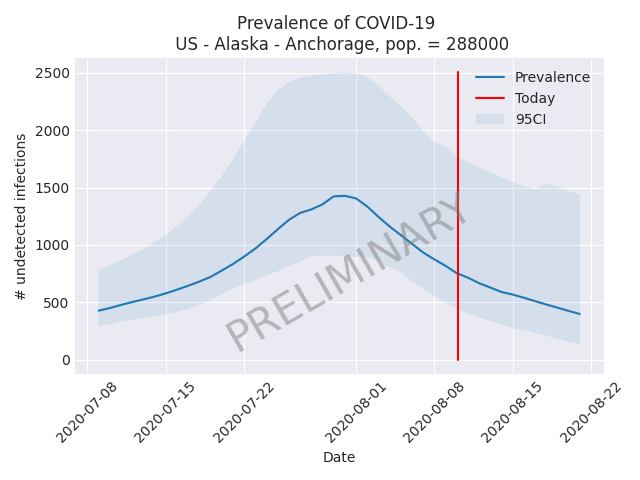 Prevalence of COVID-19
US - Alaska - Anchorage, pop. = 288000
# undetected infections
2500
2000
1500
1000
500
0
Prevalence
Today
95CI
PRELIMINARY
2020-07-08
2020-07-15
2020-07-22
2020-08-01
2020-08-08
2020-08-15
2020-08-22
Date